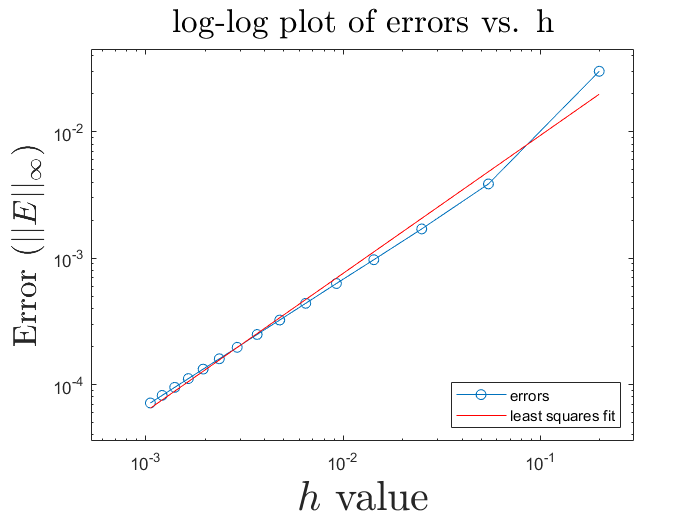 log-log plot of errors vs. h
Error (||E||∞)
10⁻²
10⁻³
10⁻⁴
10⁻³ 10⁻² 10⁻¹
h value
errors
least squares fit